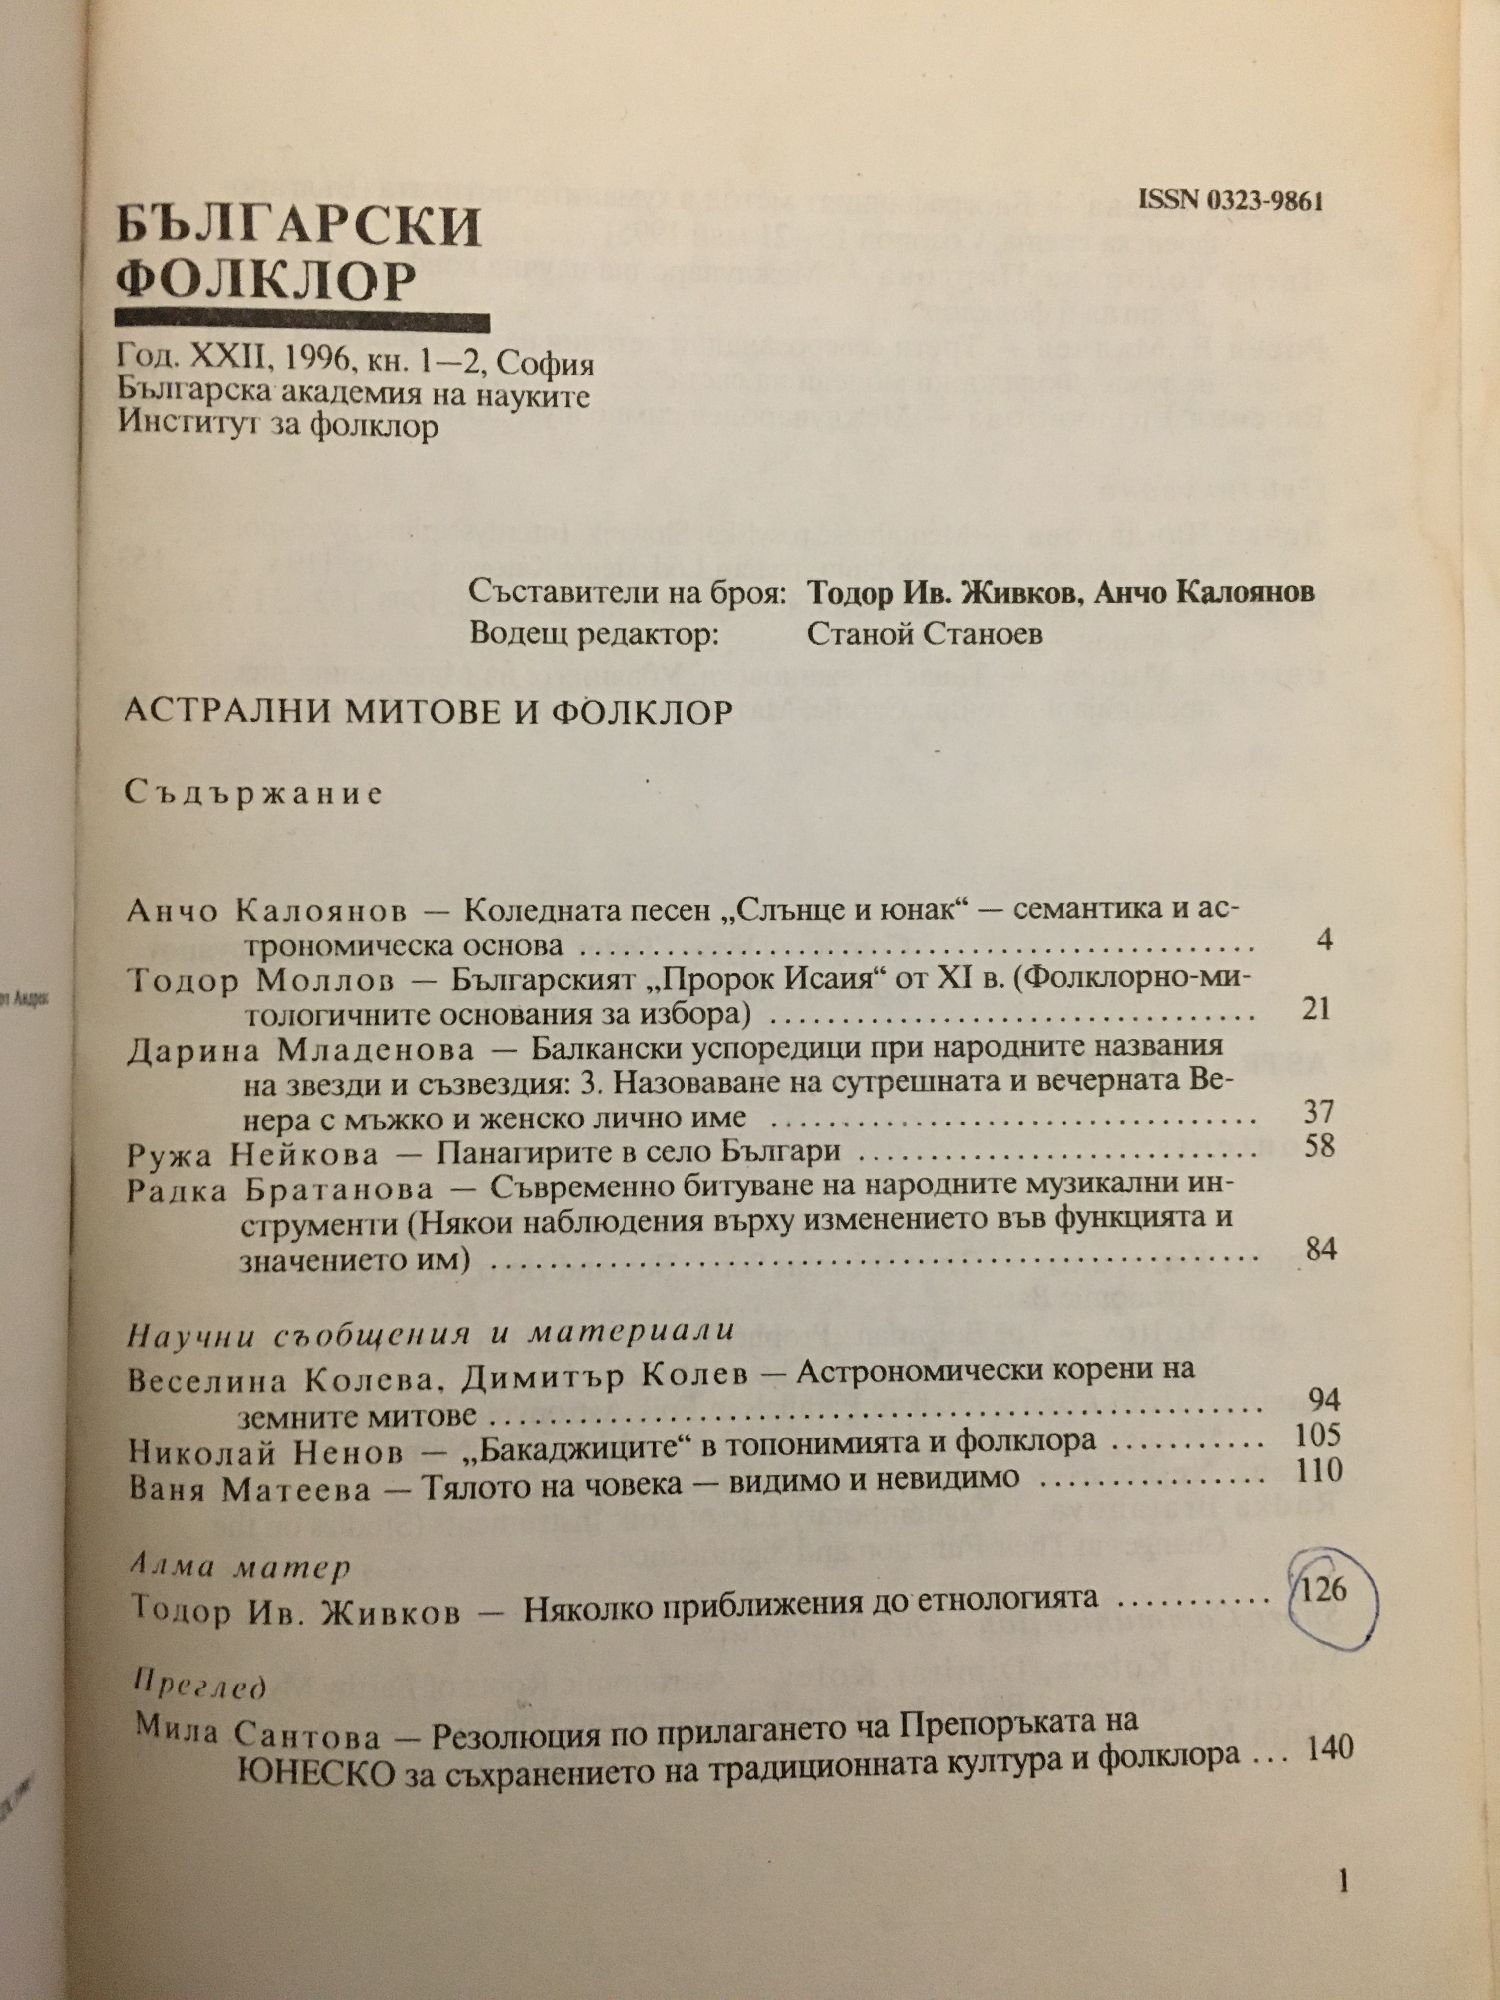 ISSN 0323-9861
БЪЛГАРСКИ
ФОЛКЛОР
Год. XXII, 1996, кн. 1—2, София
Българска академия на науките
Институт за фолклор
Съставители на броя: Тодор Ив. Живков, Анчо Калоянов
Водещ редактор: Станой Станоев
АСТРАЛНИ МИТОВЕ И ФОЛКЛОР
Съдържание
Анчо Калоянов — Коледната песен „Слънце и юнак“ — семантика и ас-
трономическа основа ........................................ 4
Тодор Моллов — Българският „Пророк Исаия“ от XI в. (Фолклорно-ми-
тологичните основания за избора) ........................................ 21
Дарина Младенова — Балкански успоредици при народните названия
на звезди и съзвездия: 3. Назоваване на сутрешната и вечерната Ве-
нера с мъжко и женско лично име ........................................ 37
Ружа Нейкова — Панагирите в село Българи ........................................ 58
Радка Братанова — Съвременно битуване на народните музикални ин-
струменти (Някои наблюдения върху изменението във функцията и
значението им) ........................................ 84
Научни съобщения и материали
Веселина Колева, Димитър Колев — Астрономически корени на
земните митове ........................................ 94
Николай Ненов — „Бакаджиците“ в топонимията и фолклора ........... 105
Ваня Матеева — Тялото на човека — видимо и невидимо ................ 110
Алма матер
Тодор Ив. Живков — Няколко приближения до етнологията ........... 126
Преглед
Мила Сантова — Резолюция по прилагането ча Препоръката на
ЮНЕСКО за съхранението на традиционната култура и фолклора ... 140
1